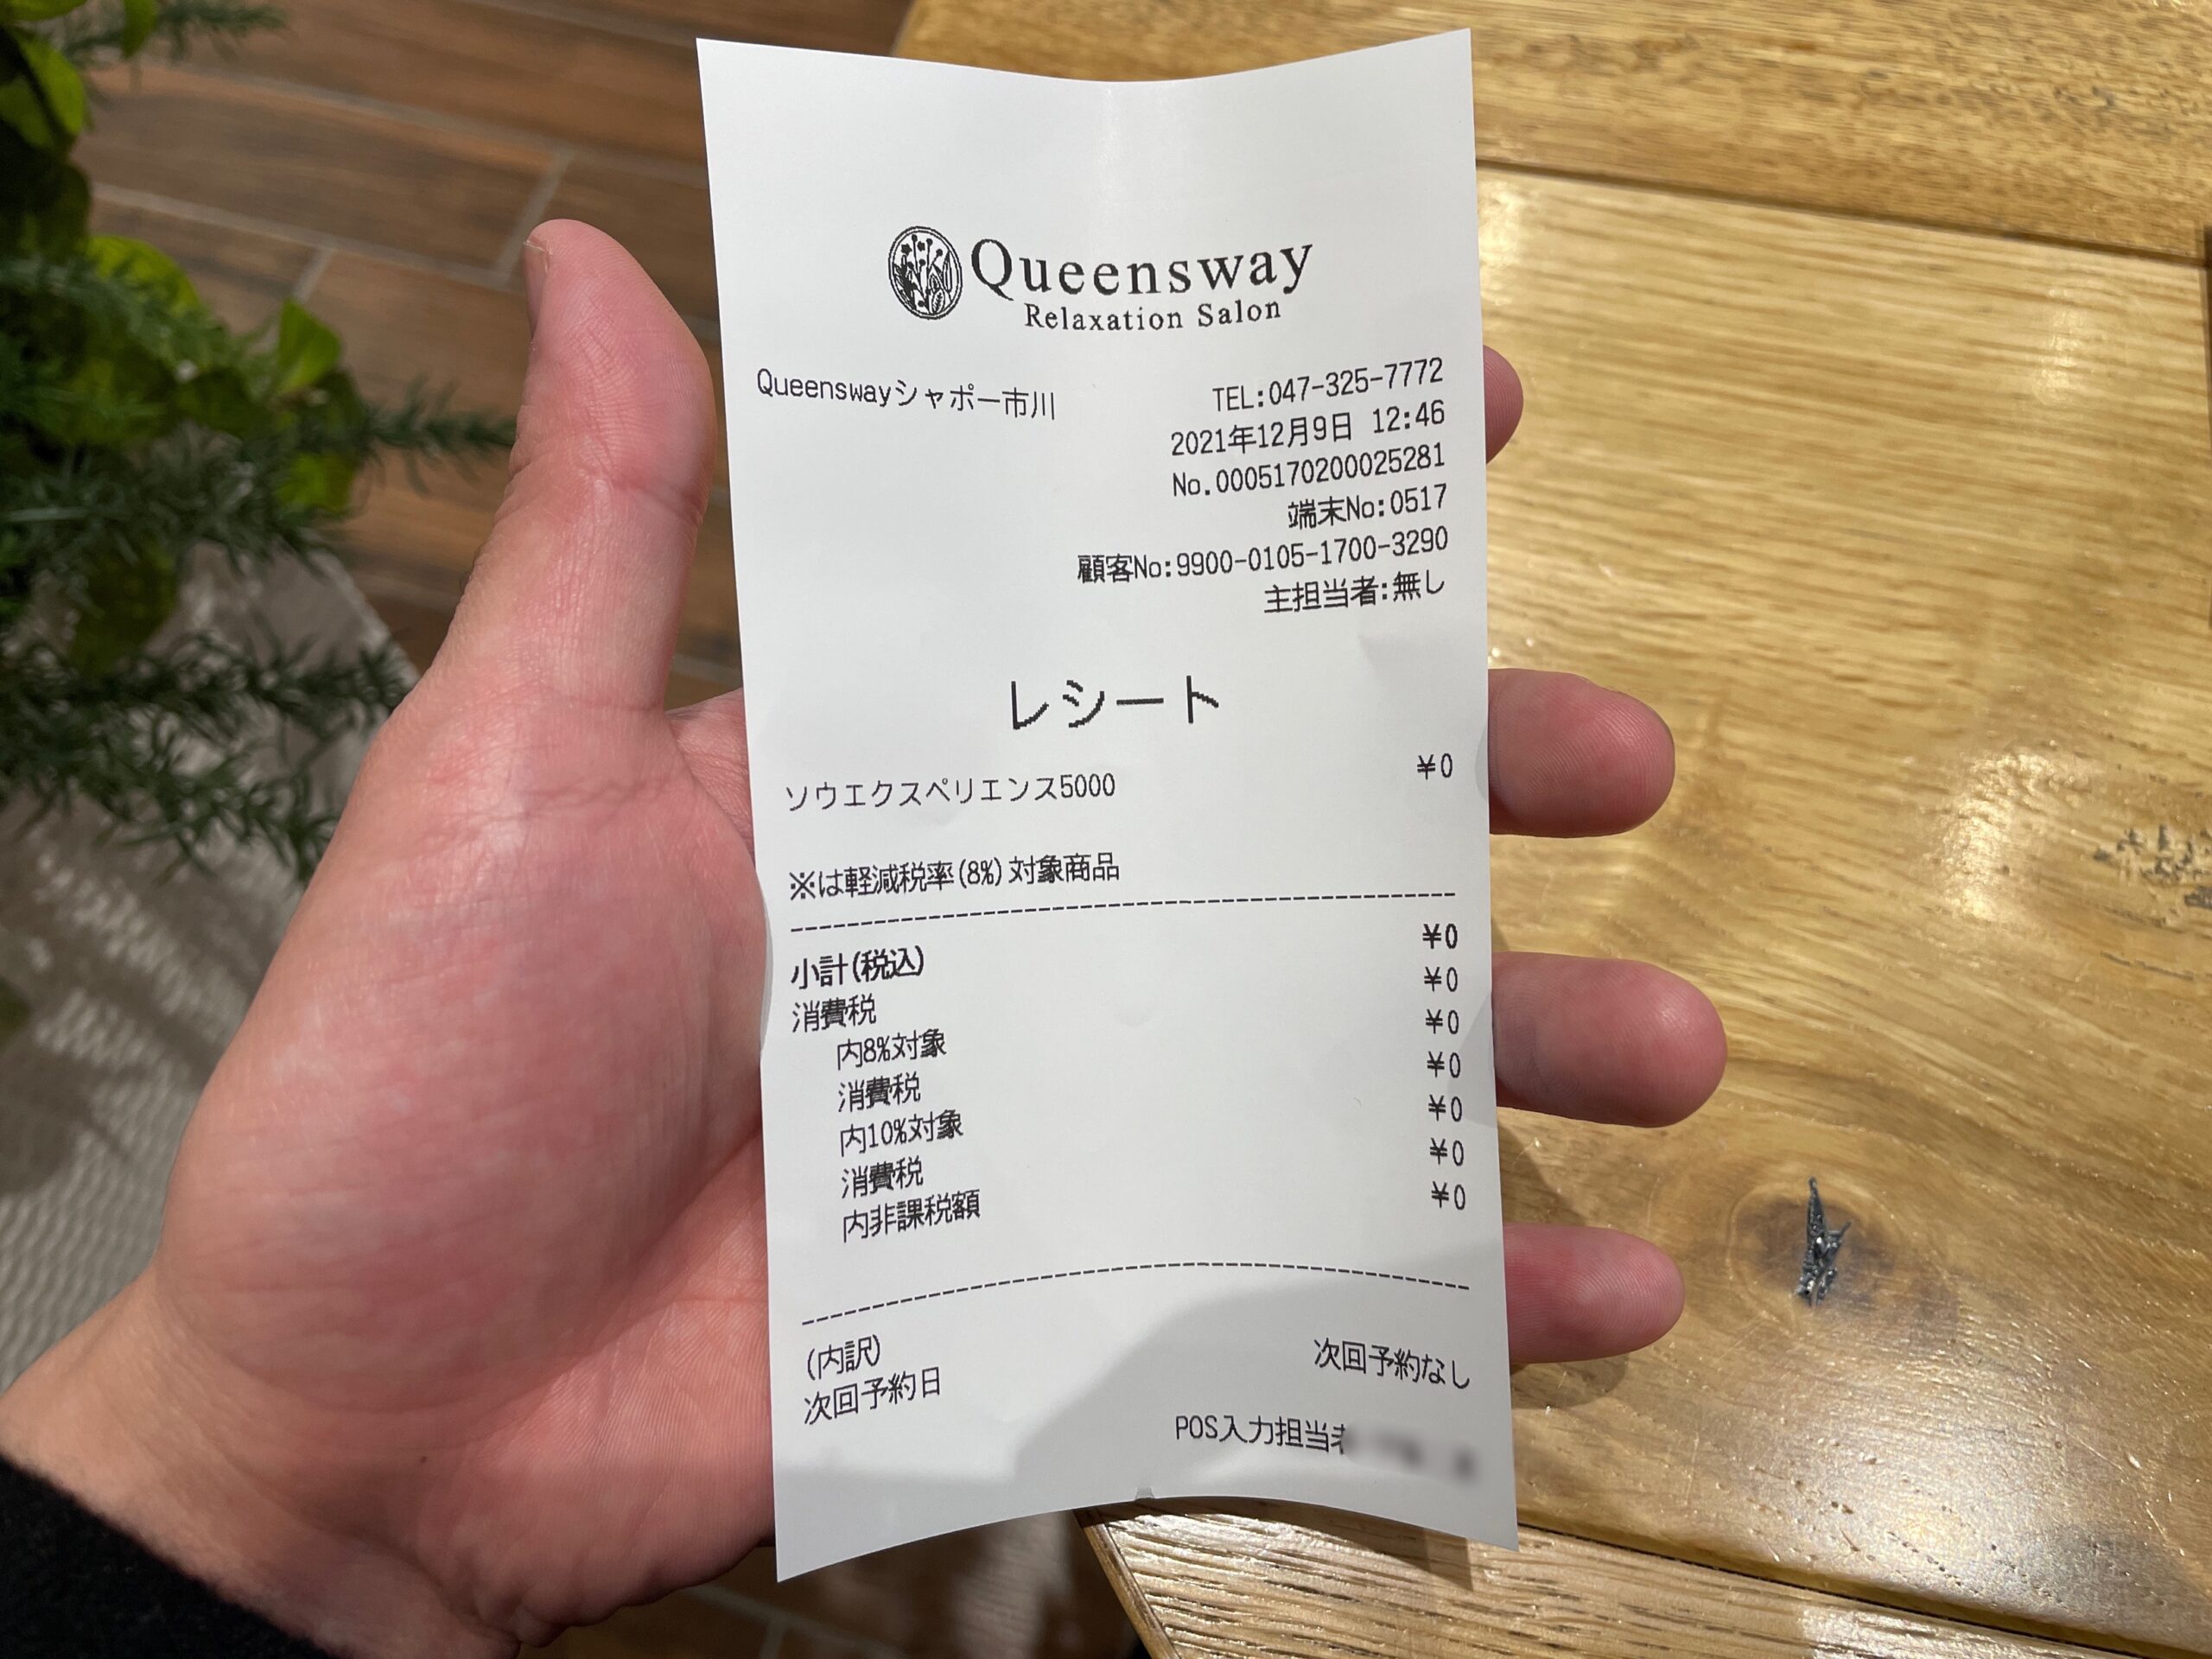 Queensway
Relaxation Salon
Queenswayシャポー市川
TEL:047-325-7772
2021年12月9日 12:46
No.0005170200025281
端末No:0517
顧客No:9900-0105-1700-3290
主担当者:無し
レシート
ソウエクスペリエンス5000 ¥0
※は軽減税率(8%)対象商品
小計(税込) ¥0
消費税 ¥0
内8%対象 ¥0
消費税 ¥0
内10%対象 ¥0
消費税 ¥0
内非課税額 ¥0
(内訳)
次回予約日 次回予約なし
POS入力担当者